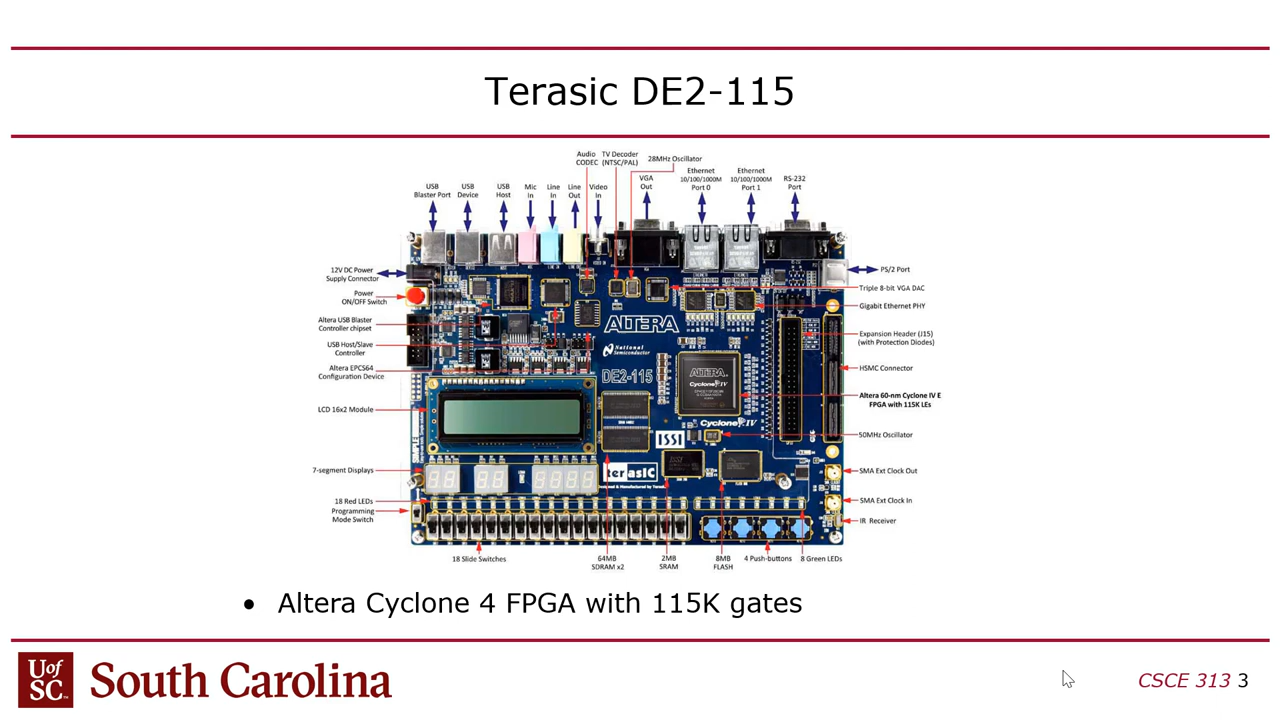 Terasic DE2-115
Audio
CODEC
TV Decoder
(NTSC/PAL)
28MHz Oscillator
USB
Blaster Port
USB
Device
USB
Host
Mic
In
Line
In
Line
Out
Video
In
VGA
Out
Ethernet
10/100/1000M
Port 0
Ethernet
10/100/1000M
Port 1
RS-232
Port
12V DC Power
Supply Connector
Power
ON/OFF Switch
Altera USB Blaster
Controller chipset
USB Host/Slave
Controller
Altera EPCS64
Configuration Device
LCD 16x2 Module
7-segment Displays
18 Red LEDs
Programming
Mode Switch
PS/2 Port
Triple 8-bit VGA DAC
Gigabit Ethernet PHY
Expansion Header (J15)
(with Protection Diodes)
HSMC Connector
Altera 60-nm Cyclone IV E
FPGA with 115K LEs
50MHz Oscillator
SMA Ext Clock Out
SMA Ext Clock In
IR Receiver
ALTERA
National
Semiconductor
DE2-115
ALTERA
Cyclone IV
Cyclone IV
ISSI
terasIC
18 Slide Switches
64MB
SDRAM x2
2MB
SRAM
8MB
FLASH
4 Push-buttons
8 Green LEDs
• Altera Cyclone 4 FPGA with 115K gates
UofSC
South Carolina
CSCE 313 3